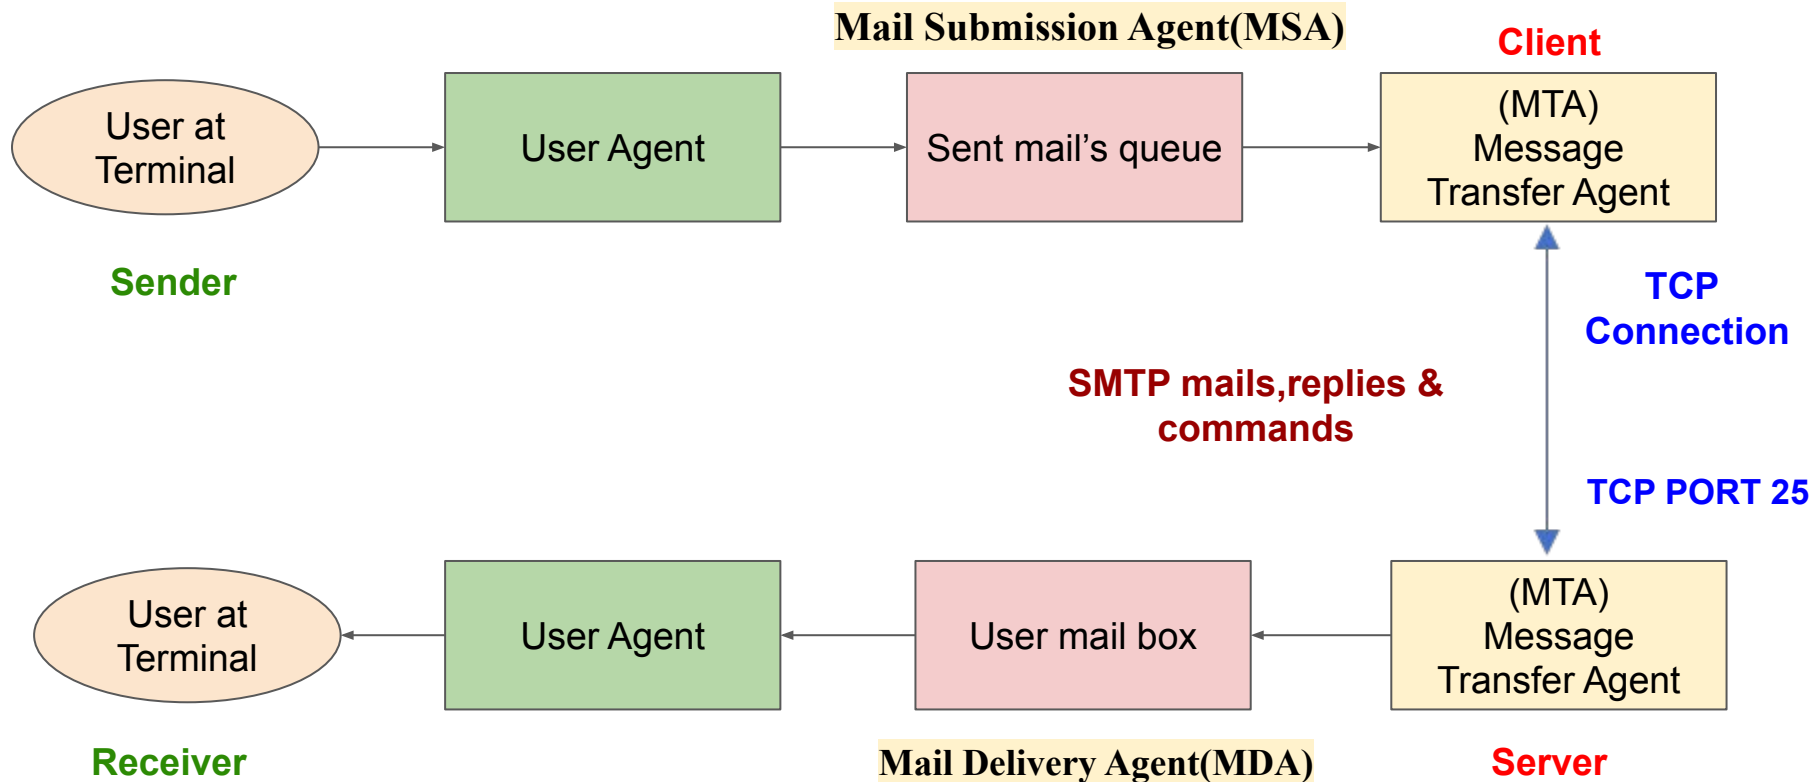 Mail Submission Agent(MSA)
Client
User at
Terminal
User Agent
Sent mail's queue
(MTA)
Message
Transfer Agent
Sender
TCP
Connection
SMTP mails,replies &
commands
TCP PORT 25
User at
Terminal
User Agent
User mail box
(MTA)
Message
Transfer Agent
Receiver
Mail Delivery Agent(MDA)
Server